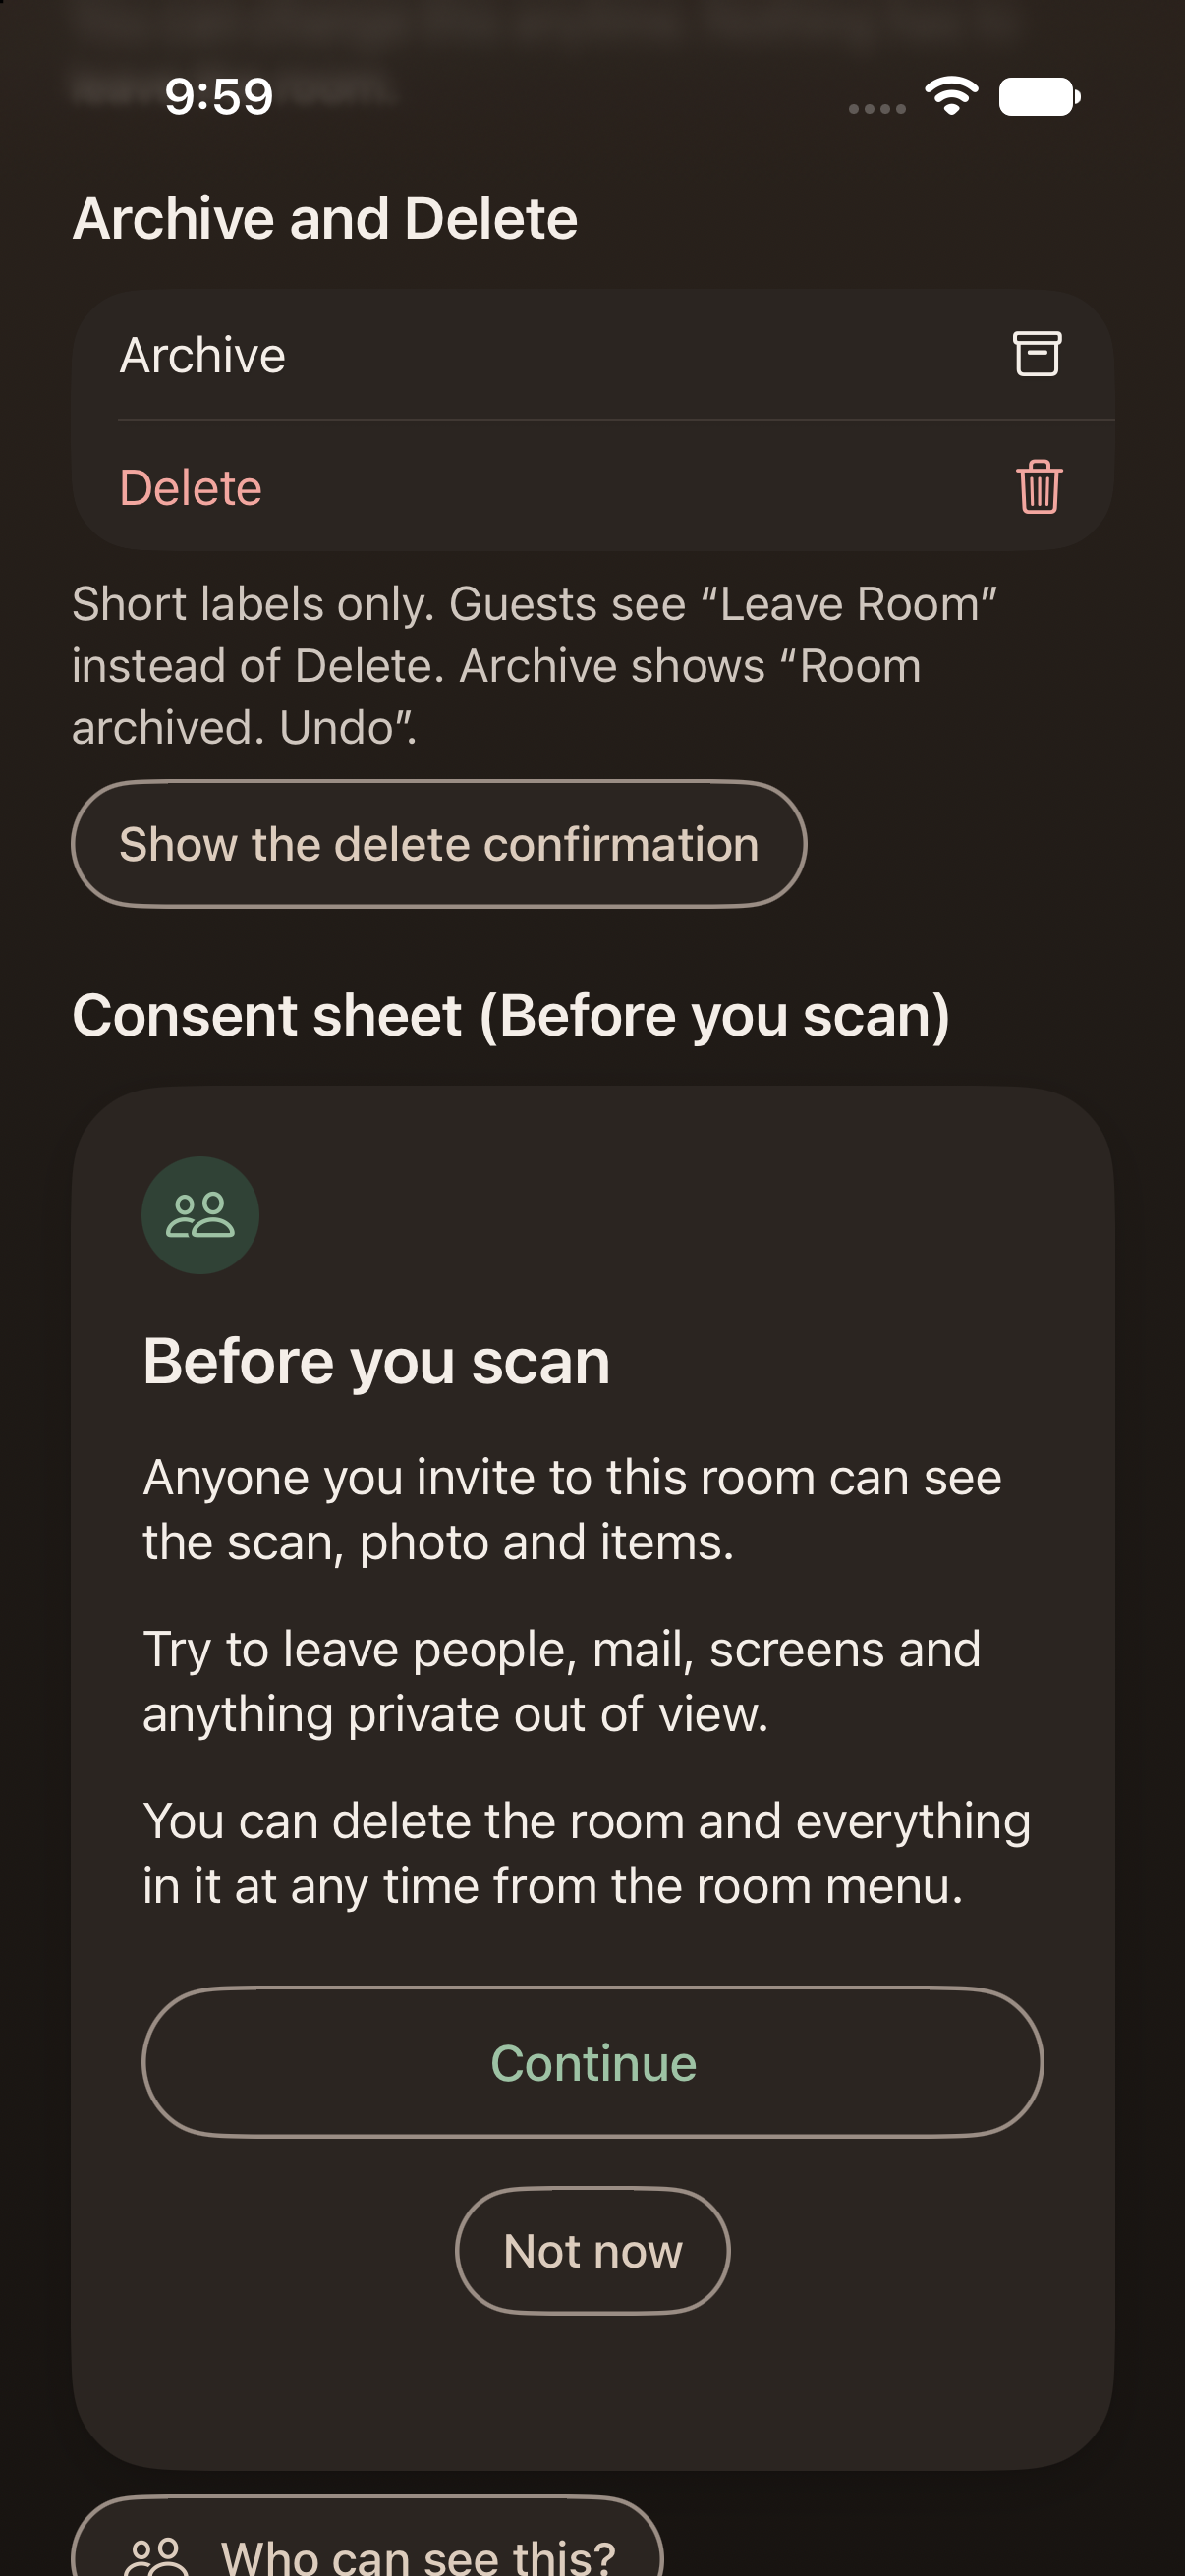 9:59
Archive and Delete
Archive
Delete
Short labels only. Guests see “Leave Room”
instead of Delete. Archive shows “Room
archived. Undo”.
Show the delete confirmation
Consent sheet (Before you scan)
Before you scan
Anyone you invite to this room can see
the scan, photo and items.
Try to leave people, mail, screens and
anything private out of view.
You can delete the room and everything
in it at any time from the room menu.
Continue
Not now
Who can see this?